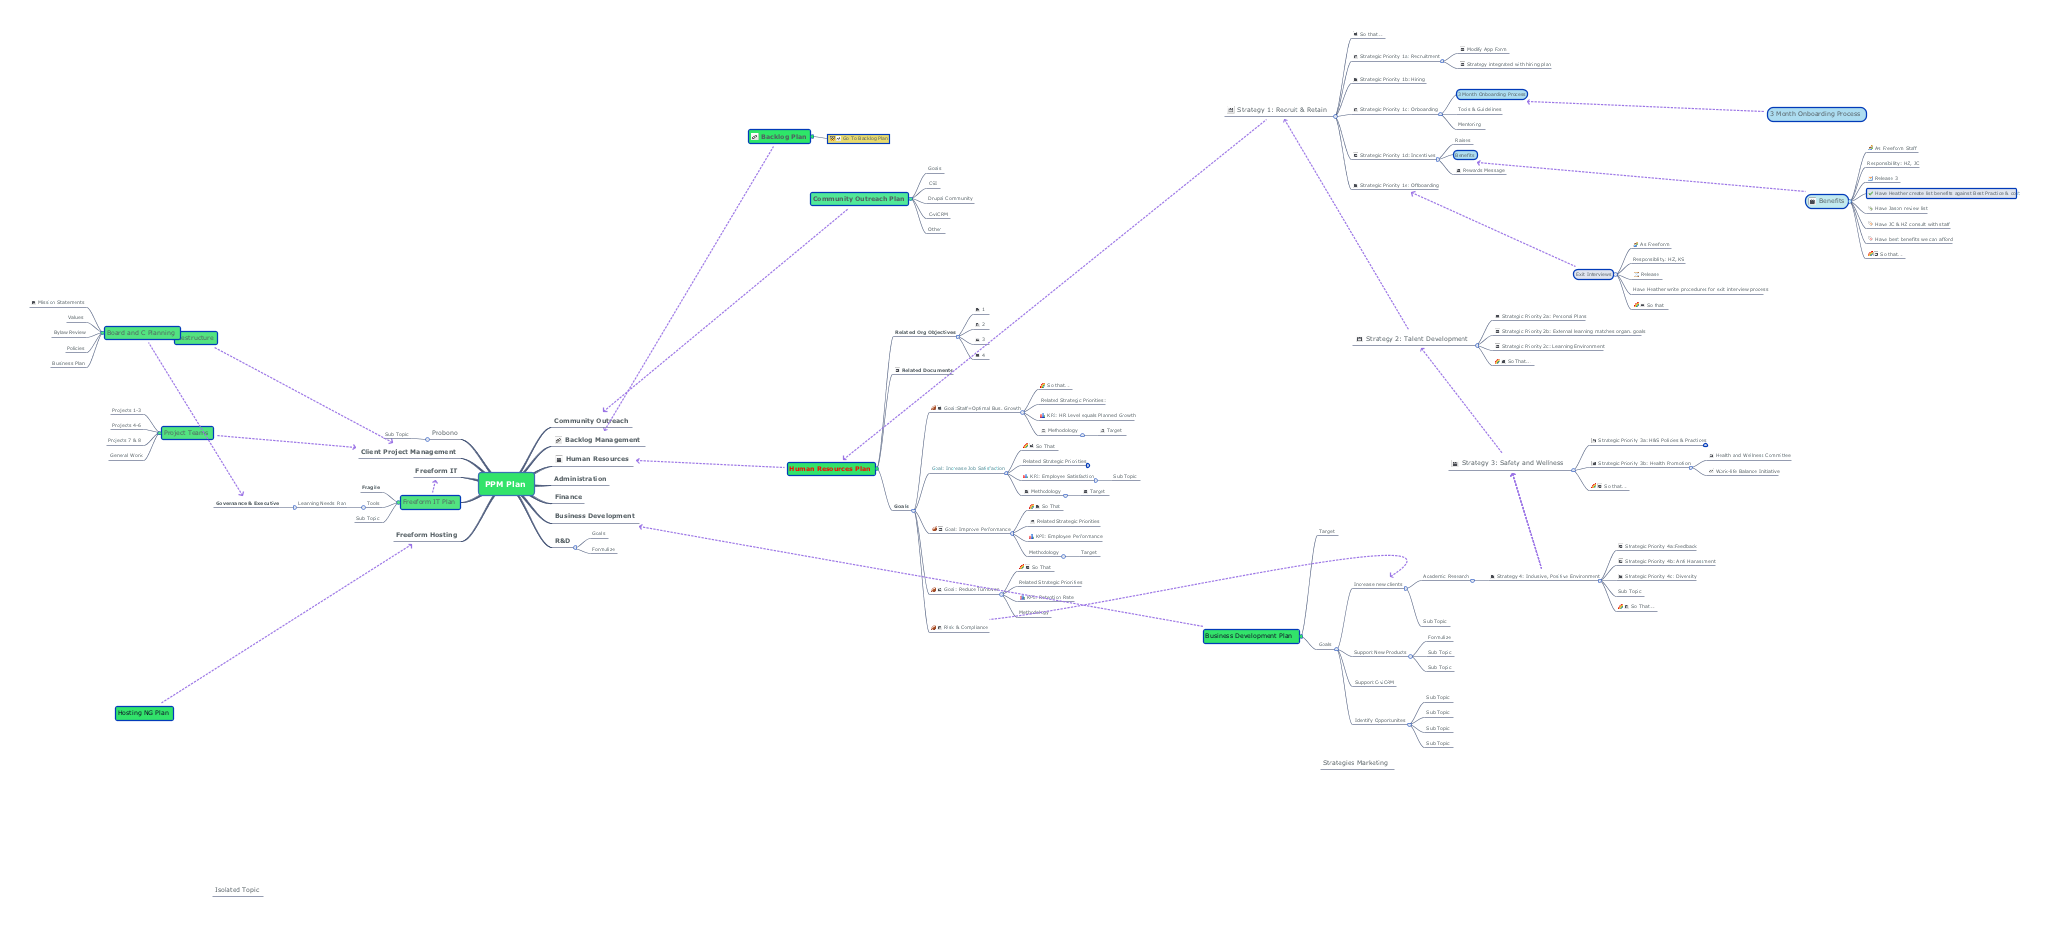 PPM Plan
Community Outreach
Backlog Management
Human Resources
Administration
Finance
Business Development
R&D
Goals
Formulize
Probono
Sub Topic
Client Project Management
Freeform IT
Freeform IT Plan
Fragile
Tools
Learning Needs Plan
Governance & Executive
Sub Topic
Freeform Hosting
Board and C Planning
Mission Statements
Values
Bylaw Review
Policies
Business Plan
Project Teams
Projects 1-3
Projects 4-6
Projects 7 & 8
General Work
Hosting NG Plan
Isolated Topic
Backlog Plan
Go To Backlog Plan
Community Outreach Plan
Goals
CSI
Drupal Community
CiviCRM
Other
Human Resources Plan
Related Org Objectives
1
2
3
4
Related Documents
Goals
Goal: Staff=Optimal Bus. Growth
So that...
Related Strategic Priorities:
KPI: HR Level equals Planned Growth
Methodology
Target
Goal: Increase Job Satisfaction
So That
Related Strategic Priorities
KPI: Employee Satisfaction
Sub Topic
Methodology
Target
Goal: Improve Performance
So That
Related Strategic Priorities
KPI: Employee Performance
Methodology
Target
Goal: Reduce Turnover
So That
Related Strategic Priorities
KPI: Retention Rate
Methodology
Risk & Compliance
Strategy 1: Recruit & Retain
So that...
Strategic Priority 1a: Recruitment
Modify App Form
Strategy integrated with hiring plan
Strategic Priority 1b: Hiring
Strategic Priority 1c: Onboarding
3 Month Onboarding Process
Tools & Guidelines
Mentoring
Strategic Priority 1d: Incentives
Raises
Benefits
Rewards Message
Strategic Priority 1e: Offboarding
3 Month Onboarding Process
Benefits
As Freeform Staff
Responsibility: HZ, JC
Release 2
Have Heather create list benefits against Best Practice &
Have Jason review list
Have JC & HZ consult with staff
Have best benefits we can afford
So that...
Exit Interviews
As Freeform
Responsibility: HZ, KS
Release
Have Heather write procedures for exit interview process
So that
Strategy 2: Talent Development
Strategic Priority 2a: Personal Plans
Strategic Priority 2b: External learning matches organ. goals
Strategic Priority 2c: Learning Environment
So That...
Strategy 3: Safety and Wellness
Strategic Priority 3a: H&S Policies & Practices
Strategic Priority 3b: Health Promotion
Health and Wellness Committee
Work-life Balance Initiative
So that...
Business Development Plan
Target
Goals
Increase new clients
Academic Research
Strategy 4: Inclusive, Positive Environment
Strategic Priority 4a Feedback
Strategic Priority 4b: Anti Harassment
Strategic Priority 4c: Diversity
Sub Topic
So That...
Sub Topic
Support New Products
Formulize
Sub Topic
Sub Topic
Support CiviCRM
Identify Opportunities
Sub Topic
Sub Topic
Sub Topic
Sub Topic
Strategies Marketing